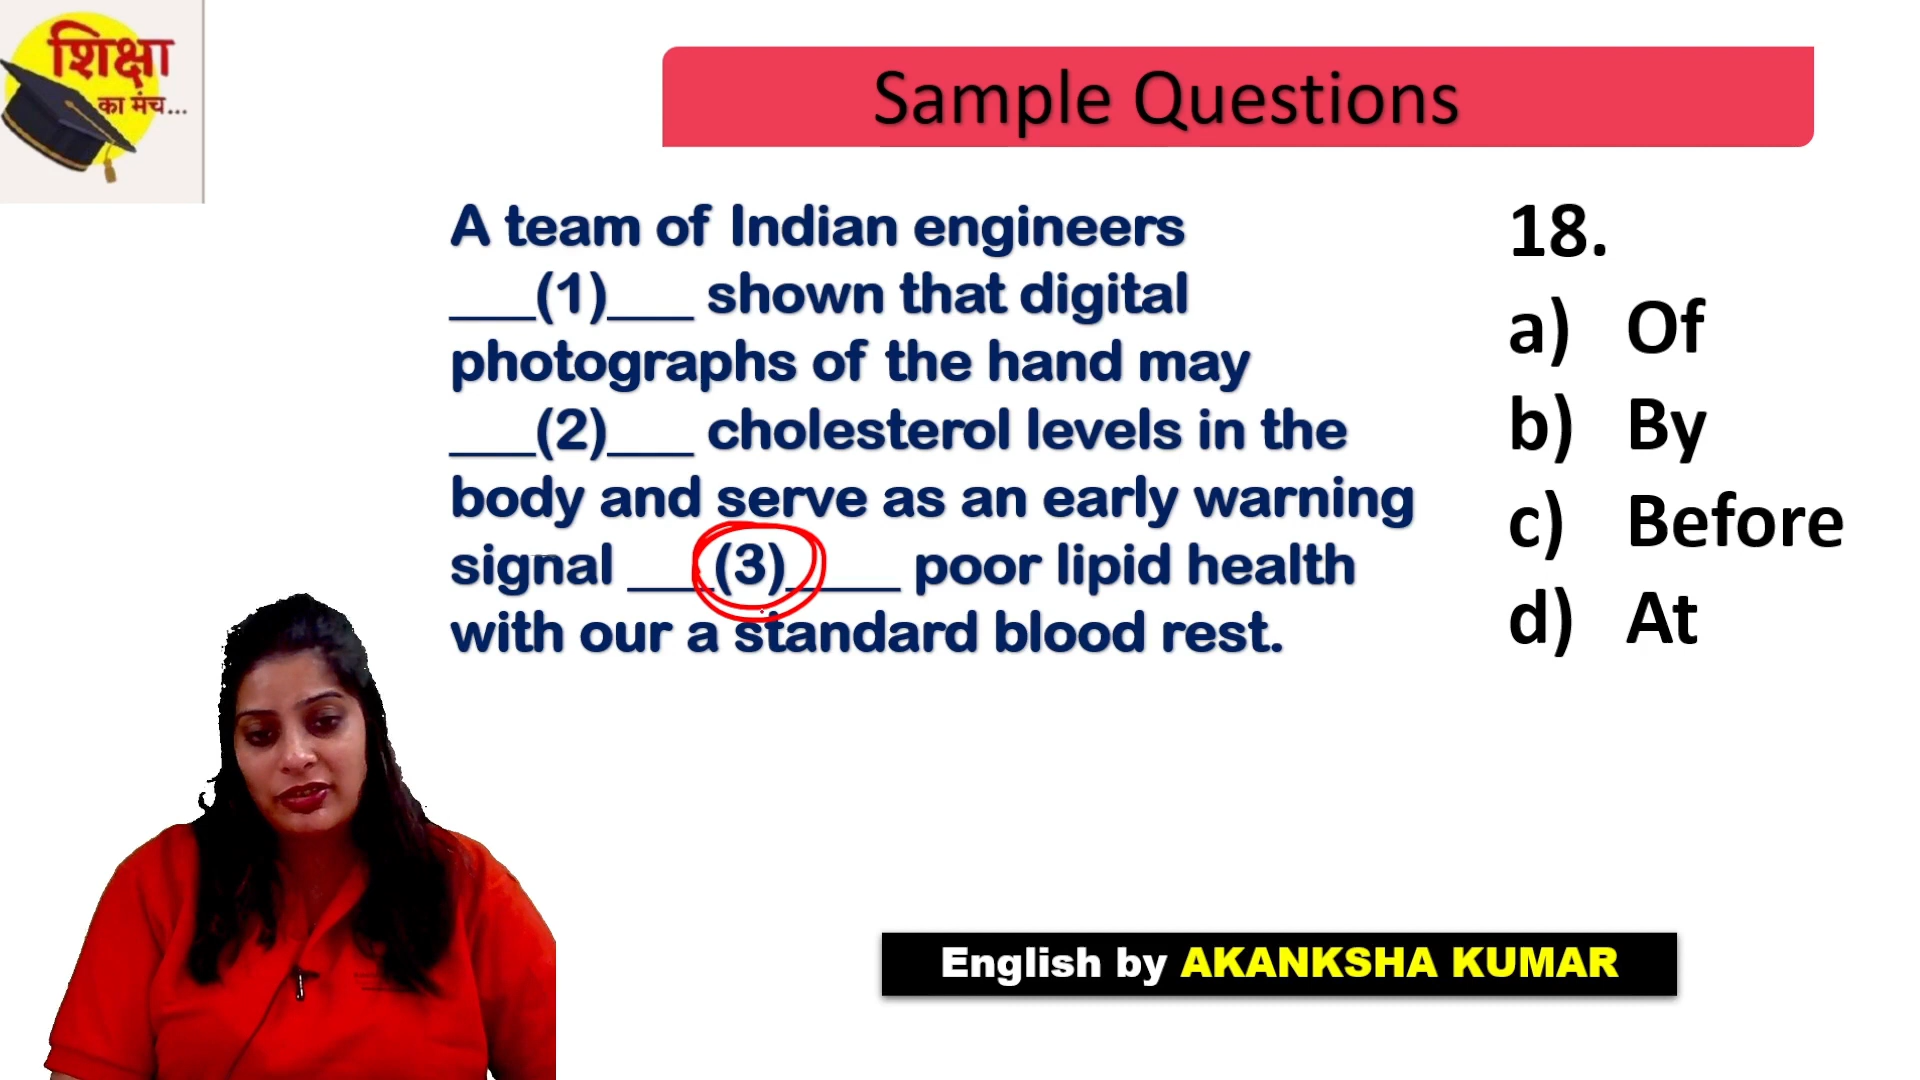 शिक्षा
का मंच...
Sample Questions
A team of Indian engineers
___(1)___ shown that digital
photographs of the hand may
___(2)___ cholesterol levels in the
body and serve as an early warning
signal ___(3)____ poor lipid health
with our a standard blood rest.
18.
a) Of
b) By
c) Before
d) At
English by AKANKSHA KUMAR